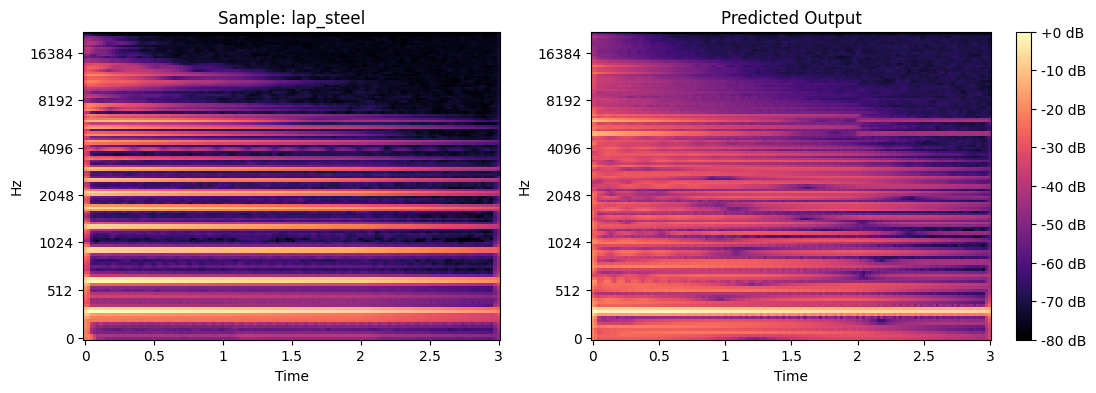 Sample: lap_steel
Predicted Output
Hz
16384
8192
4096
2048
1024
512
0
0
0.5
1
1.5
2
2.5
3
Time
Hz
16384
8192
4096
2048
1024
512
0
0
0.5
1
1.5
2
2.5
3
Time
+0 dB
-10 dB
-20 dB
-30 dB
-40 dB
-50 dB
-60 dB
-70 dB
-80 dB